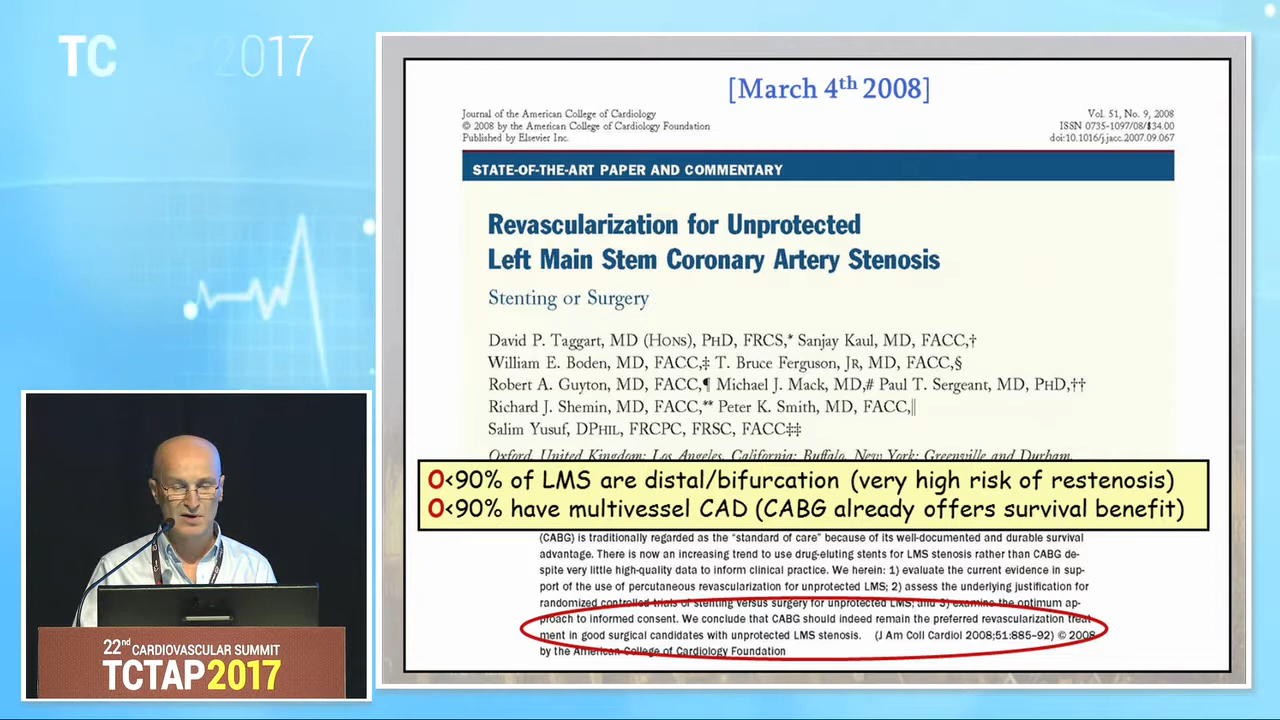 TC AP 2017
[March 4th 2008]
Journal of the American College of Cardiology
© 2008 by the American College of Cardiology Foundation
Published by Elsevier Inc.
Vol. 51, No. 9, 2008
ISSN 0735-1097/08/$34.00
doi:10.1016/j.jacc.2007.09.067
STATE-OF-THE-ART PAPER AND COMMENTARY
Revascularization for Unprotected
Left Main Stem Coronary Artery Stenosis
Stenting or Surgery
David P. Taggart, MD (Hons), PhD, FRCS,* Sanjay Kaul, MD, FACC,†
William E. Boden, MD, FACC,‡ T. Bruce Ferguson, Jr, MD, FACC,§
Robert A. Guyton, MD, FACC,¶ Michael J. Mack, MD,# Paul T. Sergeant, MD, PhD,††
Richard J. Shemin, MD, FACC,** Peter K. Smith, MD, FACC,||
Salim Yusuf, DPhil, FRCPC, FRSC, FACC‡‡
Oxford, United Kingdom; Los Angeles, California; Buffalo, New York; Greenville and Durham,
O<90% of LMS are distal/bifurcation (very high risk of restenosis)
O<90% have multivessel CAD (CABG already offers survival benefit)
(CABG) is traditionally regarded as the "standard of care" because of its well-documented and durable survival
advantage. There is now an increasing trend to use drug-eluting stents for LMS stenosis rather than CABG de-
spite very little high-quality data to inform clinical practice. We herein: 1) evaluate the current evidence in sup-
port of the use of percutaneous revascularization for unprotected LMS; 2) assess the underlying justification for
randomized controlled trials of stenting versus surgery for unprotected LMS; and 3) examine the optimum ap-
proach to informed consent. We conclude that CABG should indeed remain the preferred revascularization treat-
ment in good surgical candidates with unprotected LMS stenosis. (J Am Coll Cardiol 2008;51:885–92) © 2008
by the American College of Cardiology Foundation
22nd CARDIOVASCULAR SUMMIT
TCTAP2017